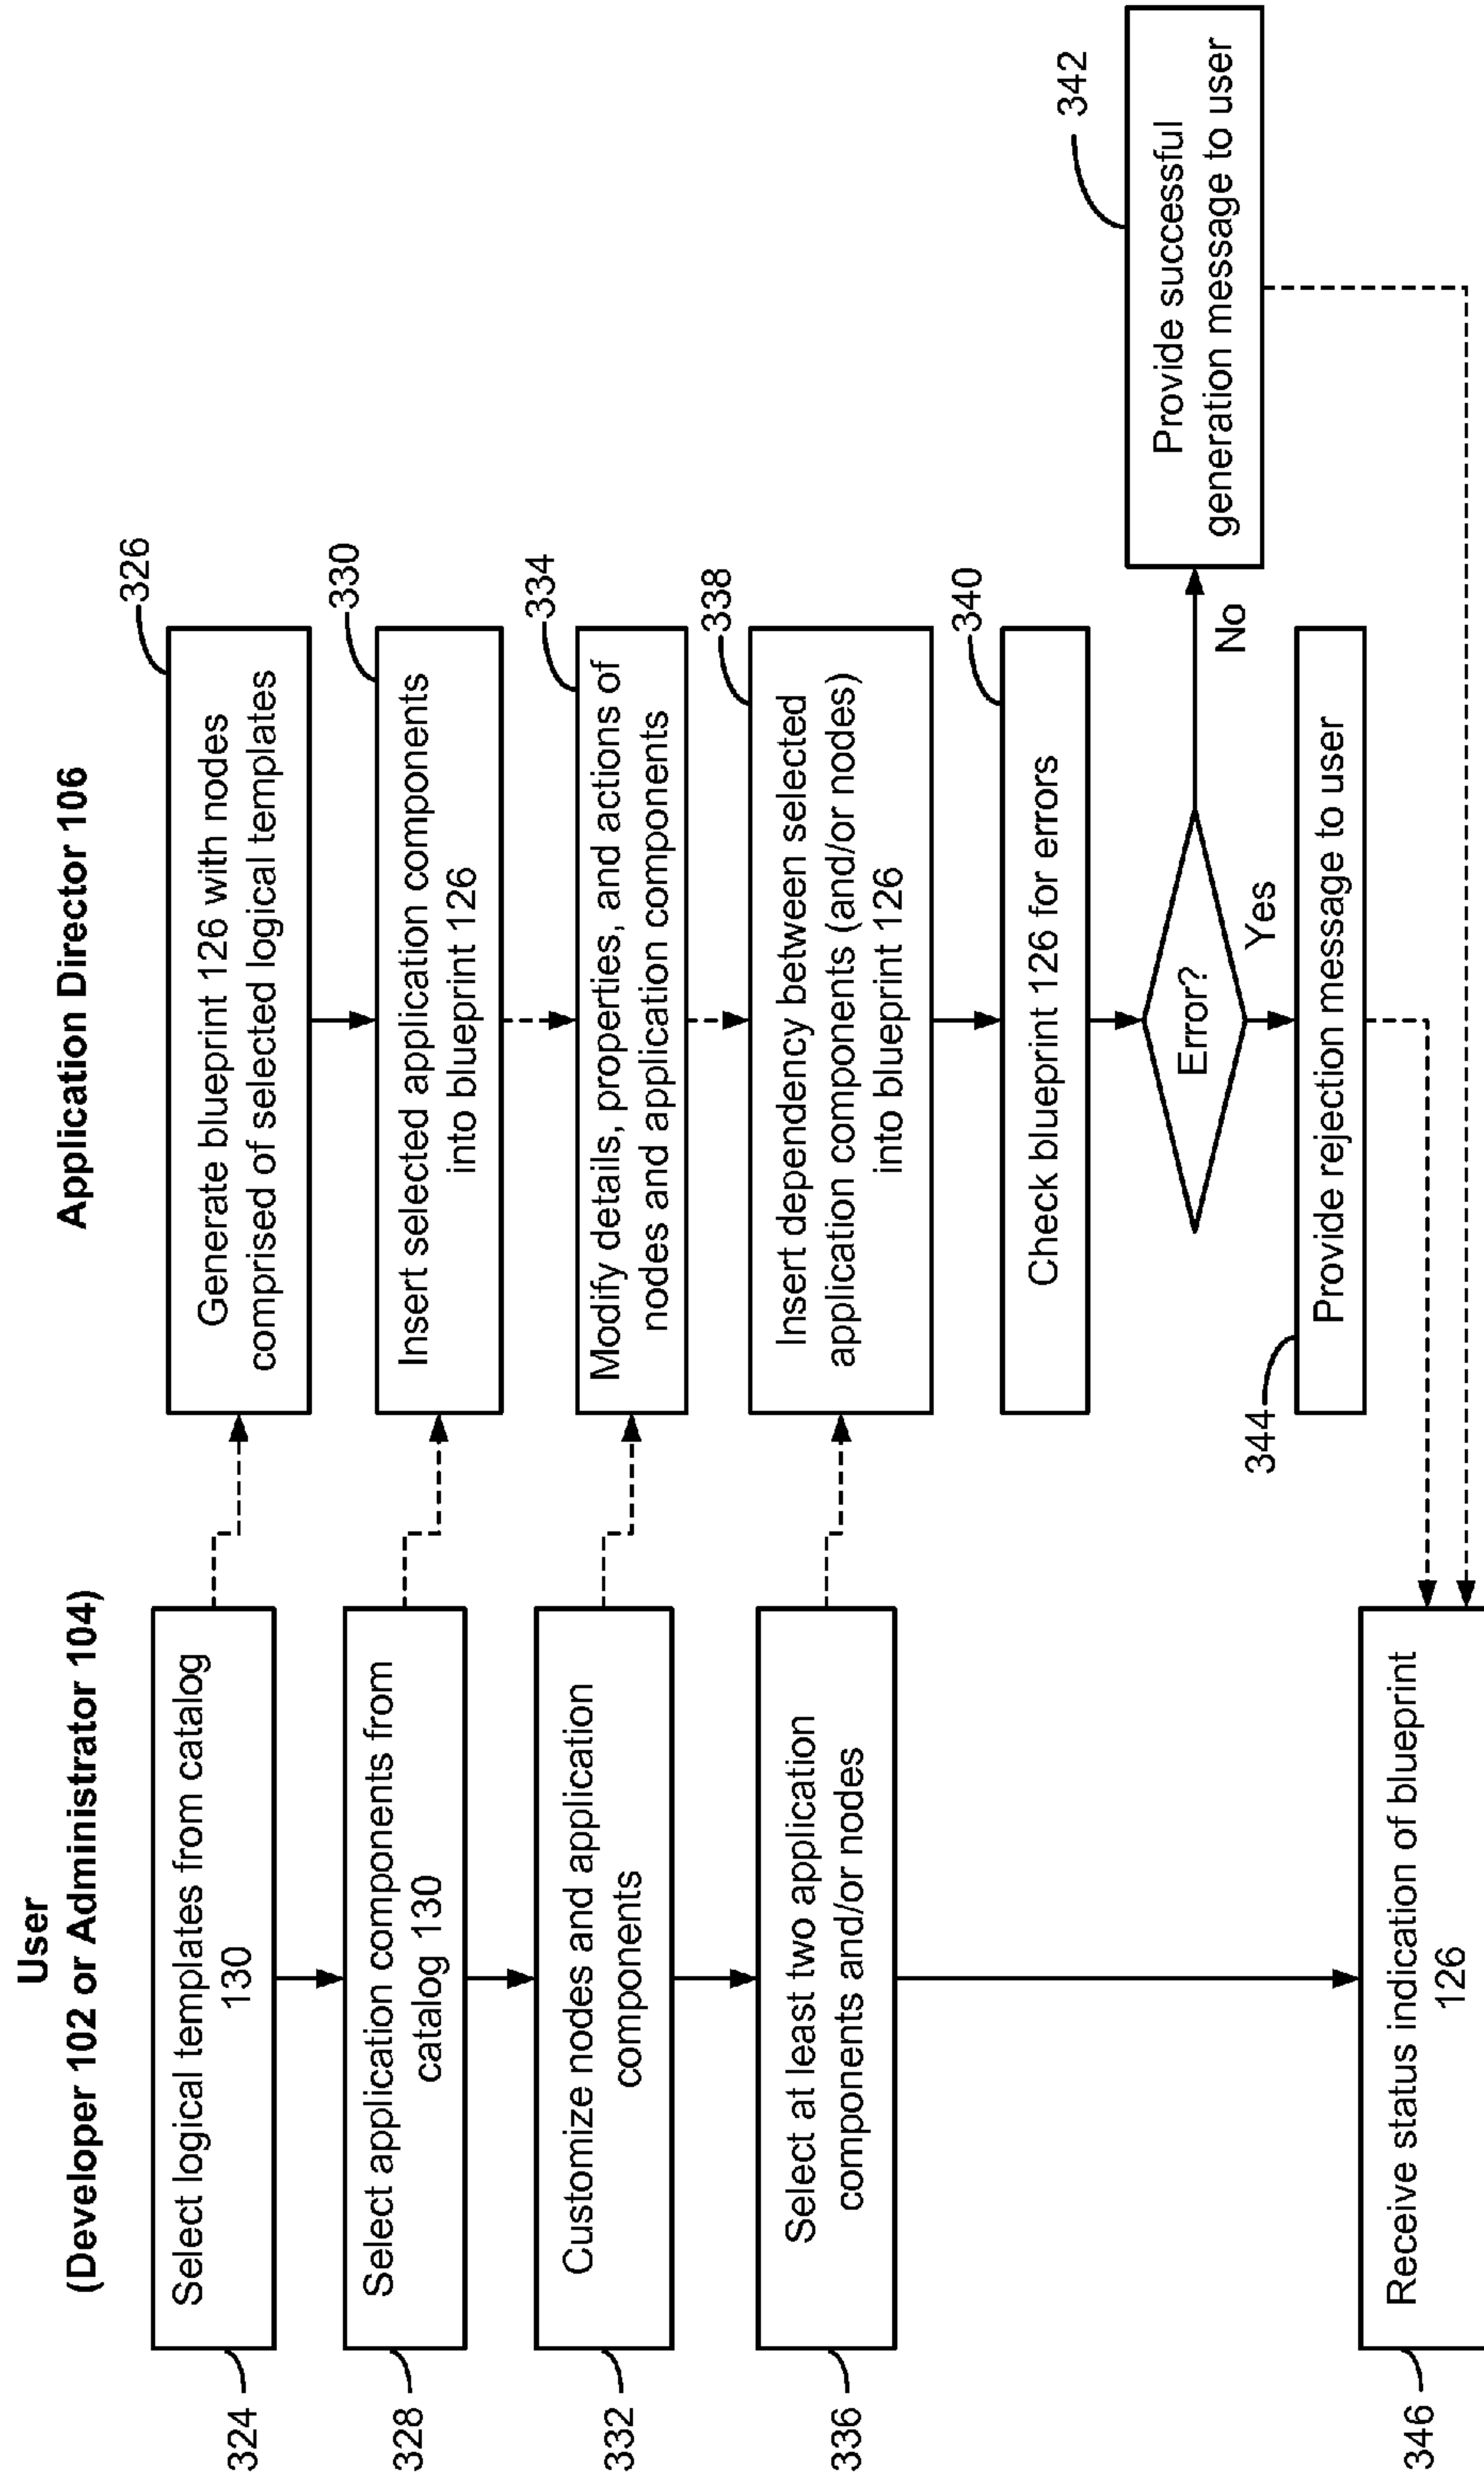 User
(Developer 102 or Administrator 104)
Application Director 106
324
Select logical templates from catalog
130
326
Generate blueprint 126 with nodes
comprised of selected logical templates
328
Select application components from
catalog 130
330
Insert selected application components
into blueprint 126
332
Customize nodes and application
components
334
Modify details, properties, and actions of
nodes and application components
336
Select at least two application
components and/or nodes
338
Insert dependency between selected
application components (and/or nodes)
into blueprint 126
340
Check blueprint 126 for errors
Error?
No
Yes
342
Provide successful
generation message to user
344
Provide rejection message to user
346
Receive status indication of blueprint
126